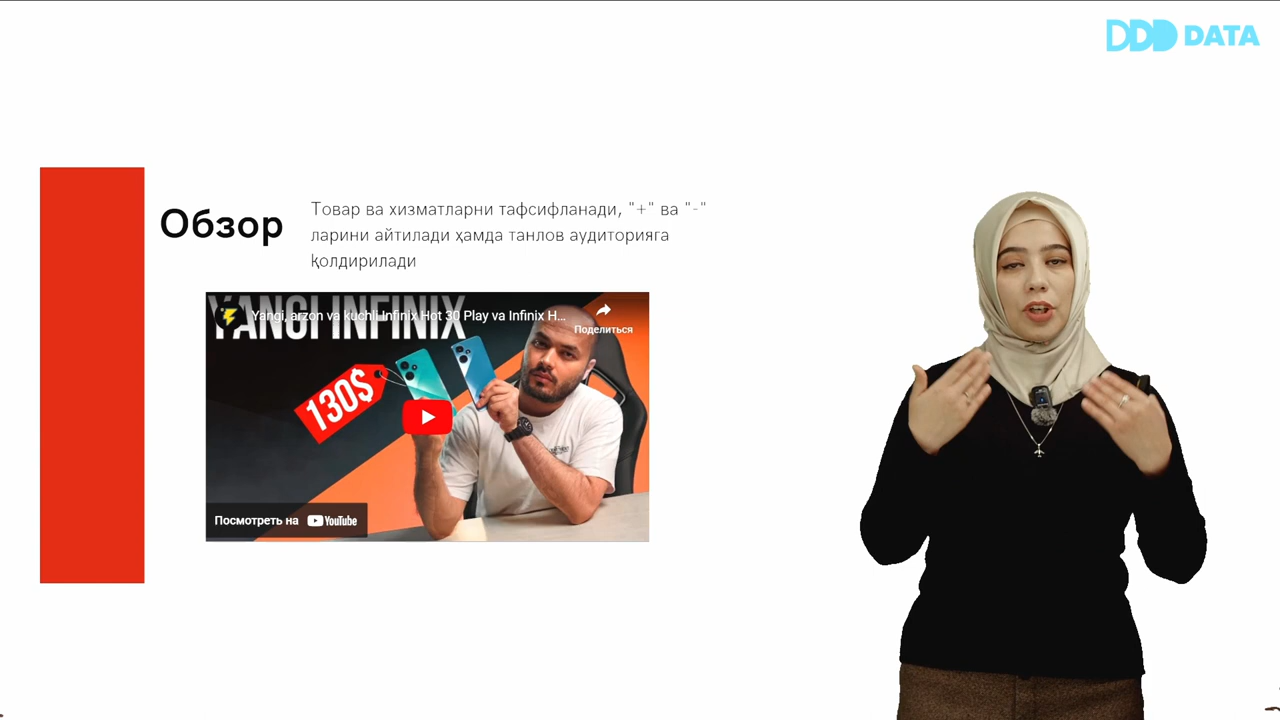 DDD DATA
Обзор
Товар ва хизматларни тафсифланади, "+" ва "-"
ларини айтилади ҳамда танлов аудиторияга
қолдирилади
YANGI INFINIX
Yangi, arzon va kuchli Infinix Hot 30 Play va Infinix H...
Поделиться
130$
Посмотреть на YouTube